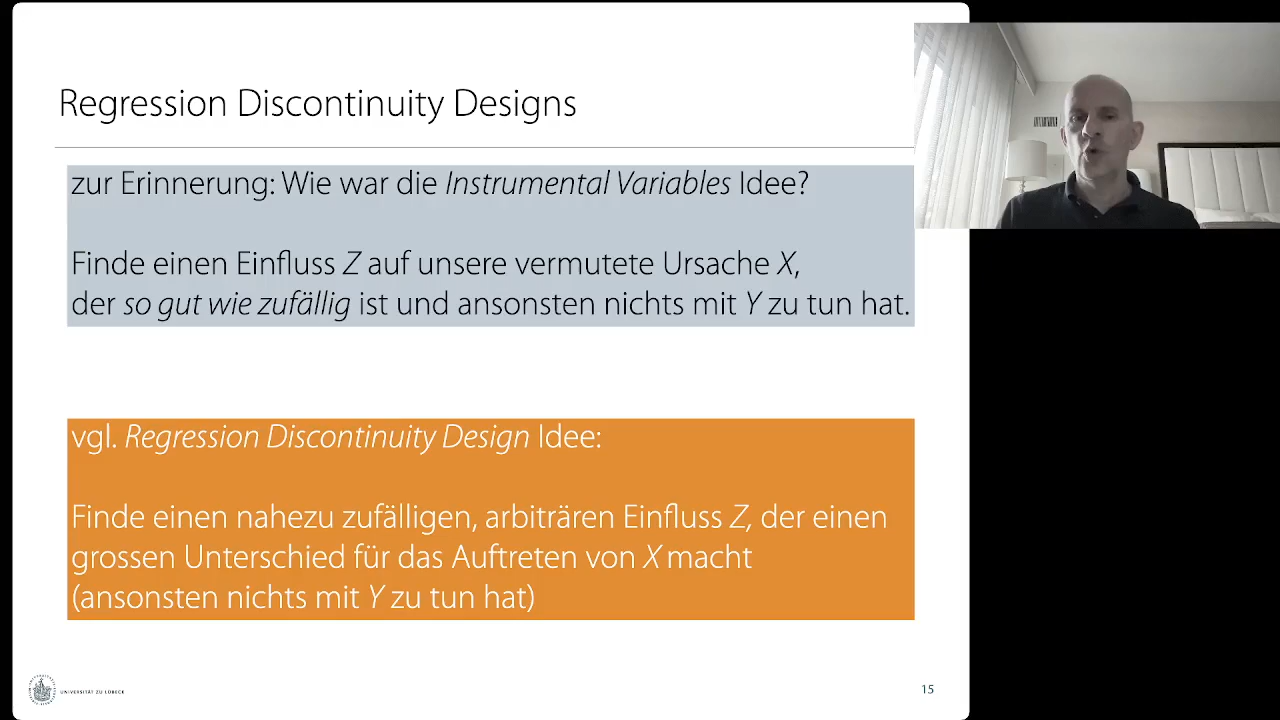 Regression Discontinuity Designs
zur Erinnerung: Wie war die Instrumental Variables Idee?
Finde einen Einfluss Z auf unsere vermutete Ursache X,
der so gut wie zufällig ist und ansonsten nichts mit Y zu tun hat.
vgl. Regression Discontinuity Design Idee:
Finde einen nahezu zufälligen, arbiträren Einfluss Z, der einen
grossen Unterschied für das Auftreten von X macht
(ansonsten nichts mit Y zu tun hat)
UNIVERSITÄT ZU LÜBECK
15